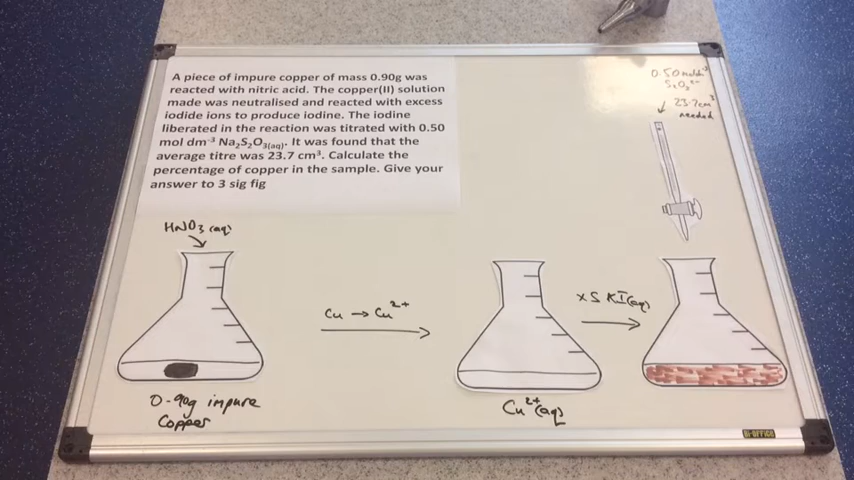 A piece of impure copper of mass 0.90g was
reacted with nitric acid. The copper(II) solution
made was neutralised and reacted with excess
iodide ions to produce iodine. The iodine
liberated in the reaction was titrated with 0.50
mol dm⁻³ Na₂S₂O₃(aq). It was found that the
average titre was 23.7 cm³. Calculate the
percentage of copper in the sample. Give your
answer to 3 sig fig
0.50 moldm⁻³
S₂O₃²⁻
23.7cm³
needed
HNO₃ (aq)
Cu → Cu²⁺
XS KI(aq)
0.90g impure
Copper
Cu²⁺(aq)
Bi-OFFICE